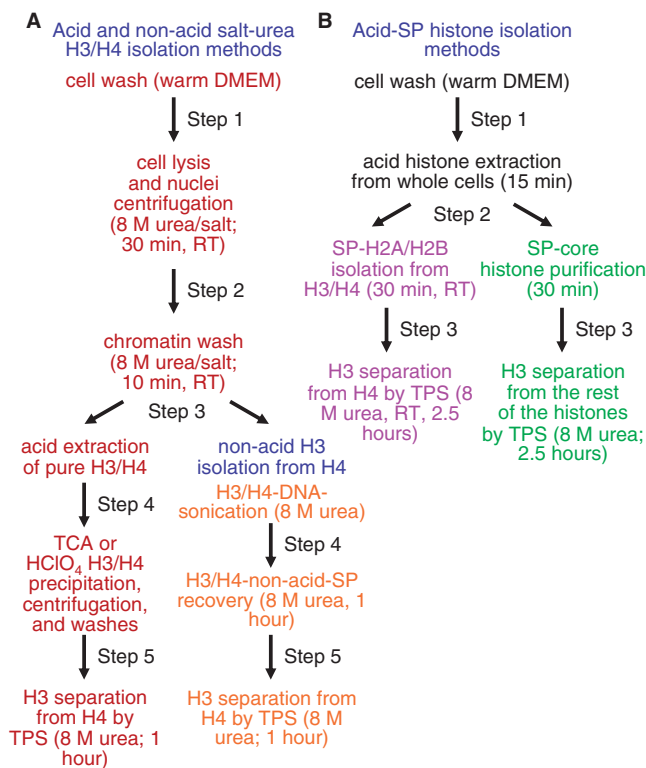 A
Acid and non-acid salt-urea
H3/H4 isolation methods
cell wash (warm DMEM)
Step 1
cell lysis
and nuclei
centrifugation
(8 M urea/salt;
30 min, RT)
Step 2
chromatin wash
(8 M urea/salt;
10 min, RT)
Step 3
acid extraction
of pure H3/H4
Step 4
TCA or
HClO4 H3/H4
precipitation,
centrifugation,
and washes
Step 5
H3 separation
from H4 by
TPS (8 M urea; 1
hour)
non-acid H3
isolation from H4
H3/H4-DNA-
sonication (8 M urea)
Step 4
H3/H4-non-acid-SP
recovery (8 M urea, 1
hour)
Step 5
H3 separation from
H4 by TPS (8 M
urea; 1 hour)
B
Acid-SP histone isolation
methods
cell wash (warm DMEM)
Step 1
acid histone extraction
from whole cells (15 min)
Step 2
SP-H2A/H2B
isolation from
H3/H4 (30 min, RT)
Step 3
H3 separation
from H4 by TPS (8
M urea, RT, 2.5
hours)
SP-core
histone purification
(30 min)
Step 3
H3 separation
from the rest
of the histones
by TPS (8 M urea;
2.5 hours)